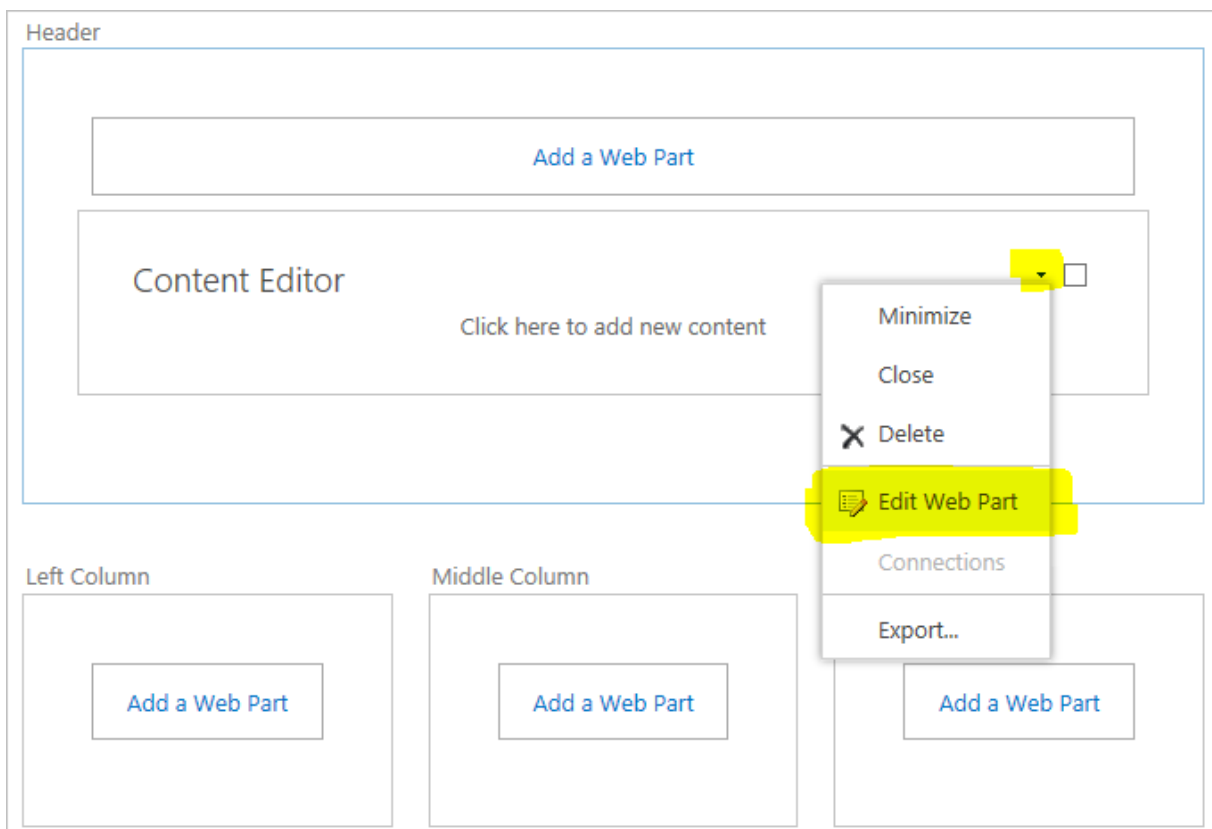 Header
Add a Web Part
Content Editor
Click here to add new content
Minimize
Close
Delete
Edit Web Part
Connections
Export...
Left Column
Middle Column
Add a Web Part
Add a Web Part
Add a Web Part